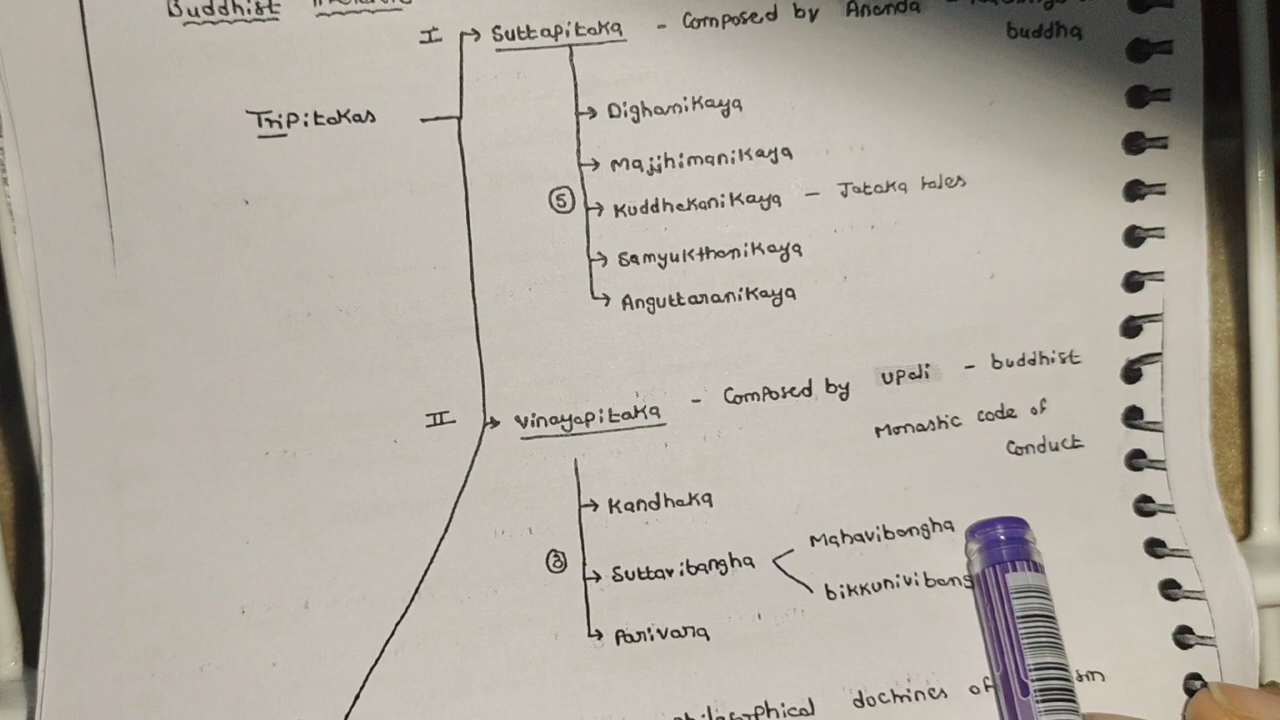 Buddhist
I → Suttapitaka - Composed by Ananda -
buddha
Tripitakas
→ Dighanikaya
→ Majjhimanikaya
⑤ → Kuddhakanikaya - Jataka tales
→ Samyukthanikaya
→ Anguttaranikaya
II → Vinayapitaka - Composed by Upali - buddhist
Monastic code of
Conduct
→ Kandhaka
③ → Suttavibangha < Mahavibangha
bikkunivibang
→ Parivara
philosophical doctrines of